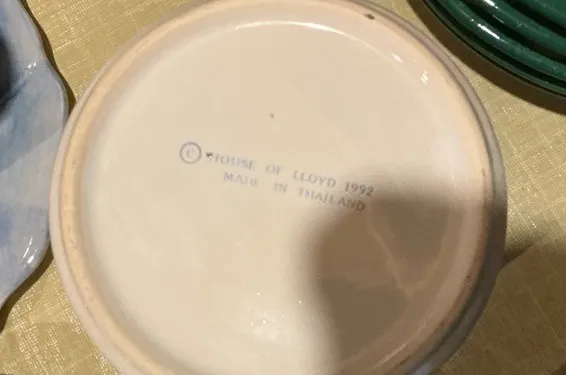 © HOUSE OF LLOYD 1992
MADE IN THAILAND